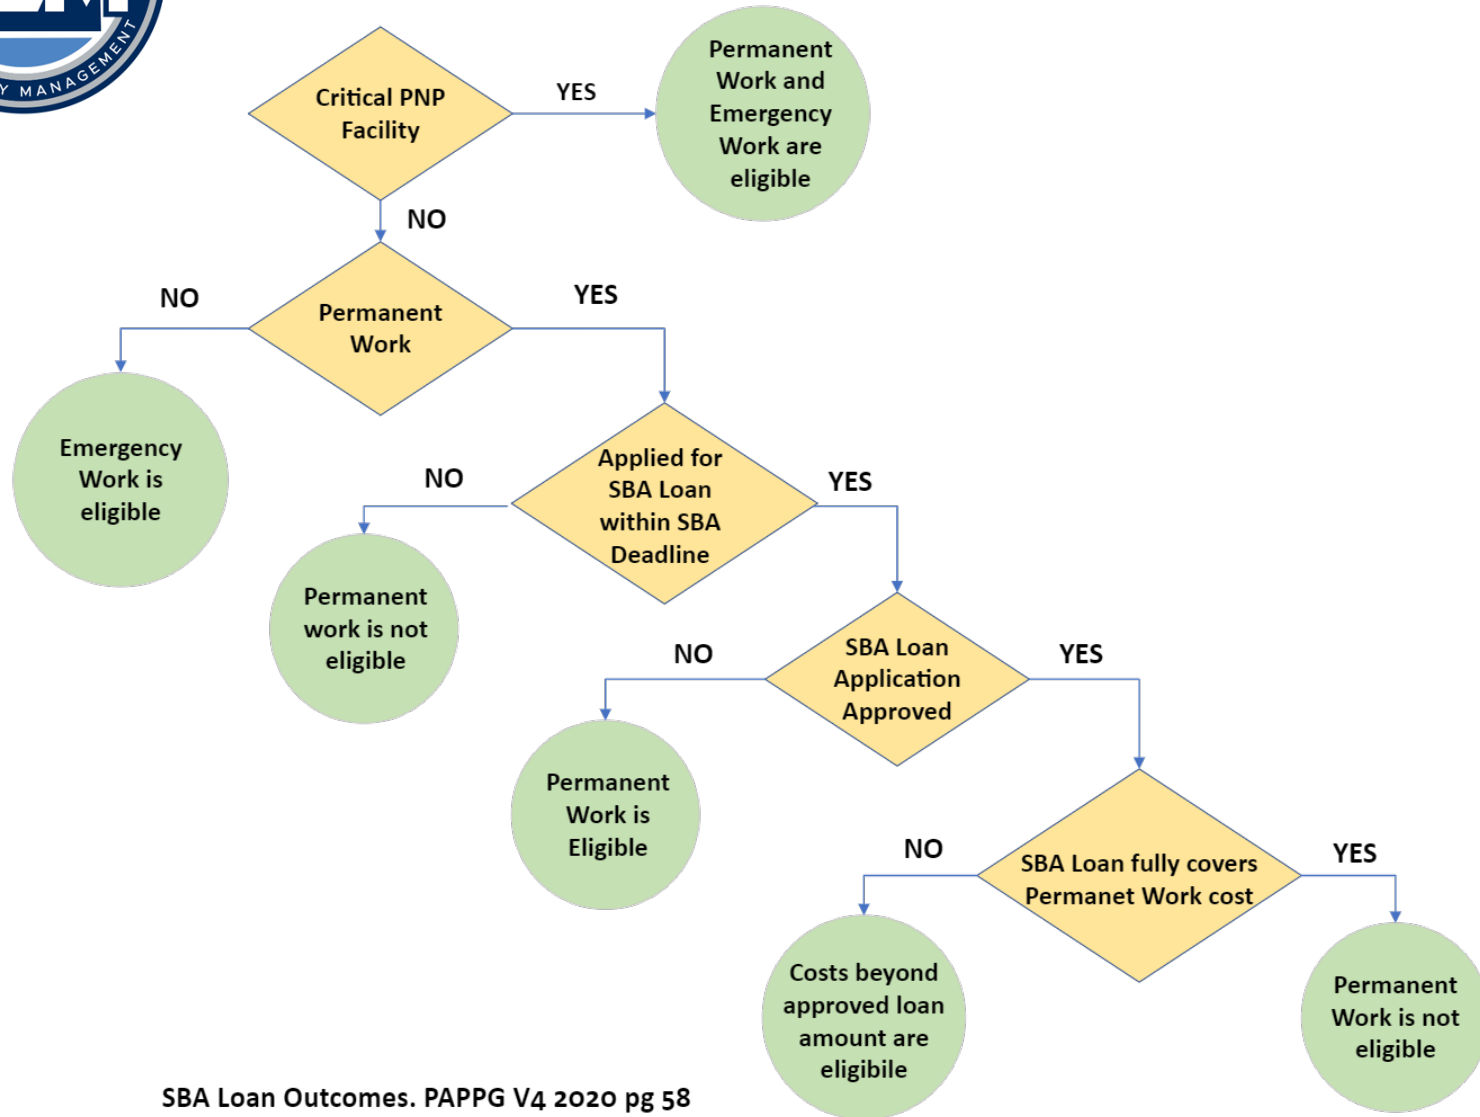 Y MANAGEMENT
Critical PNP
Facility
YES
Permanent
Work and
Emergency
Work are
eligible
NO
Permanent
Work
NO
YES
Emergency
Work is
eligible
Applied for
SBA Loan
within SBA
Deadline
NO
YES
Permanent
work is not
eligible
SBA Loan
Application
Approved
NO
YES
Permanent
Work is
Eligible
SBA Loan fully covers
Permanet Work cost
NO
YES
Costs beyond
approved loan
amount are
eligibile
Permanent
Work is not
eligible
SBA Loan Outcomes. PAPPG V4 2020 pg 58